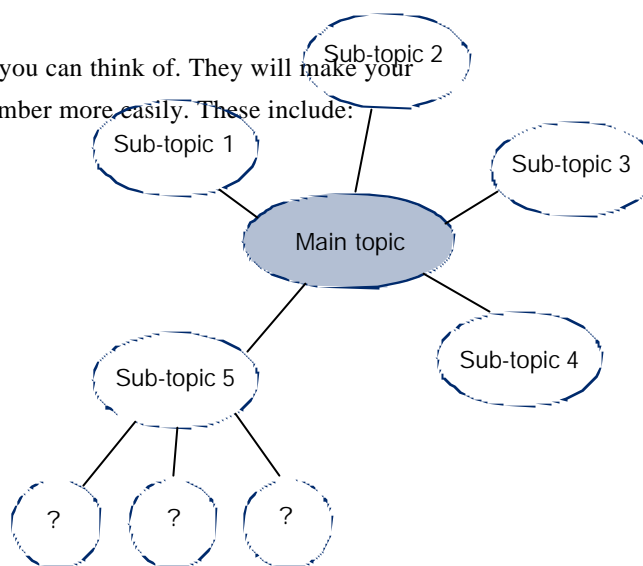 Sub-topic 2
you can think of. They will make your
mber more easily. These include:
Sub-topic 1
Sub-topic 3
Main topic
Sub-topic 4
Sub-topic 5
? ? ?